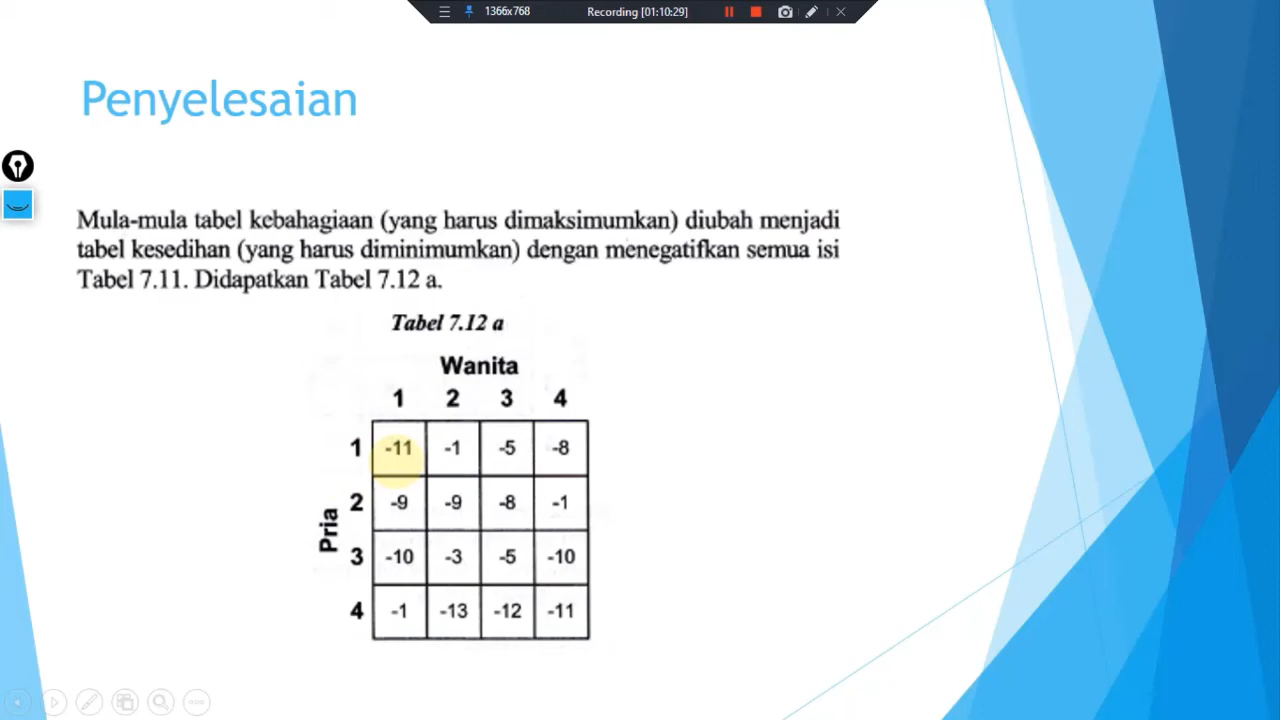 1366x768 Recording [01:10:29]
Penyelesaian
Mula-mula tabel kebahagiaan (yang harus dimaksimumkan) diubah menjadi
tabel kesedihan (yang harus diminimumkan) dengan menegatifkan semua isi
Tabel 7.11. Didapatkan Tabel 7.12 a.
Tabel 7.12 a
Wanita
1 2 3 4
Pria
1 -11 -1 -5 -8
2 -9 -9 -8 -1
3 -10 -3 -5 -10
4 -1 -13 -12 -11